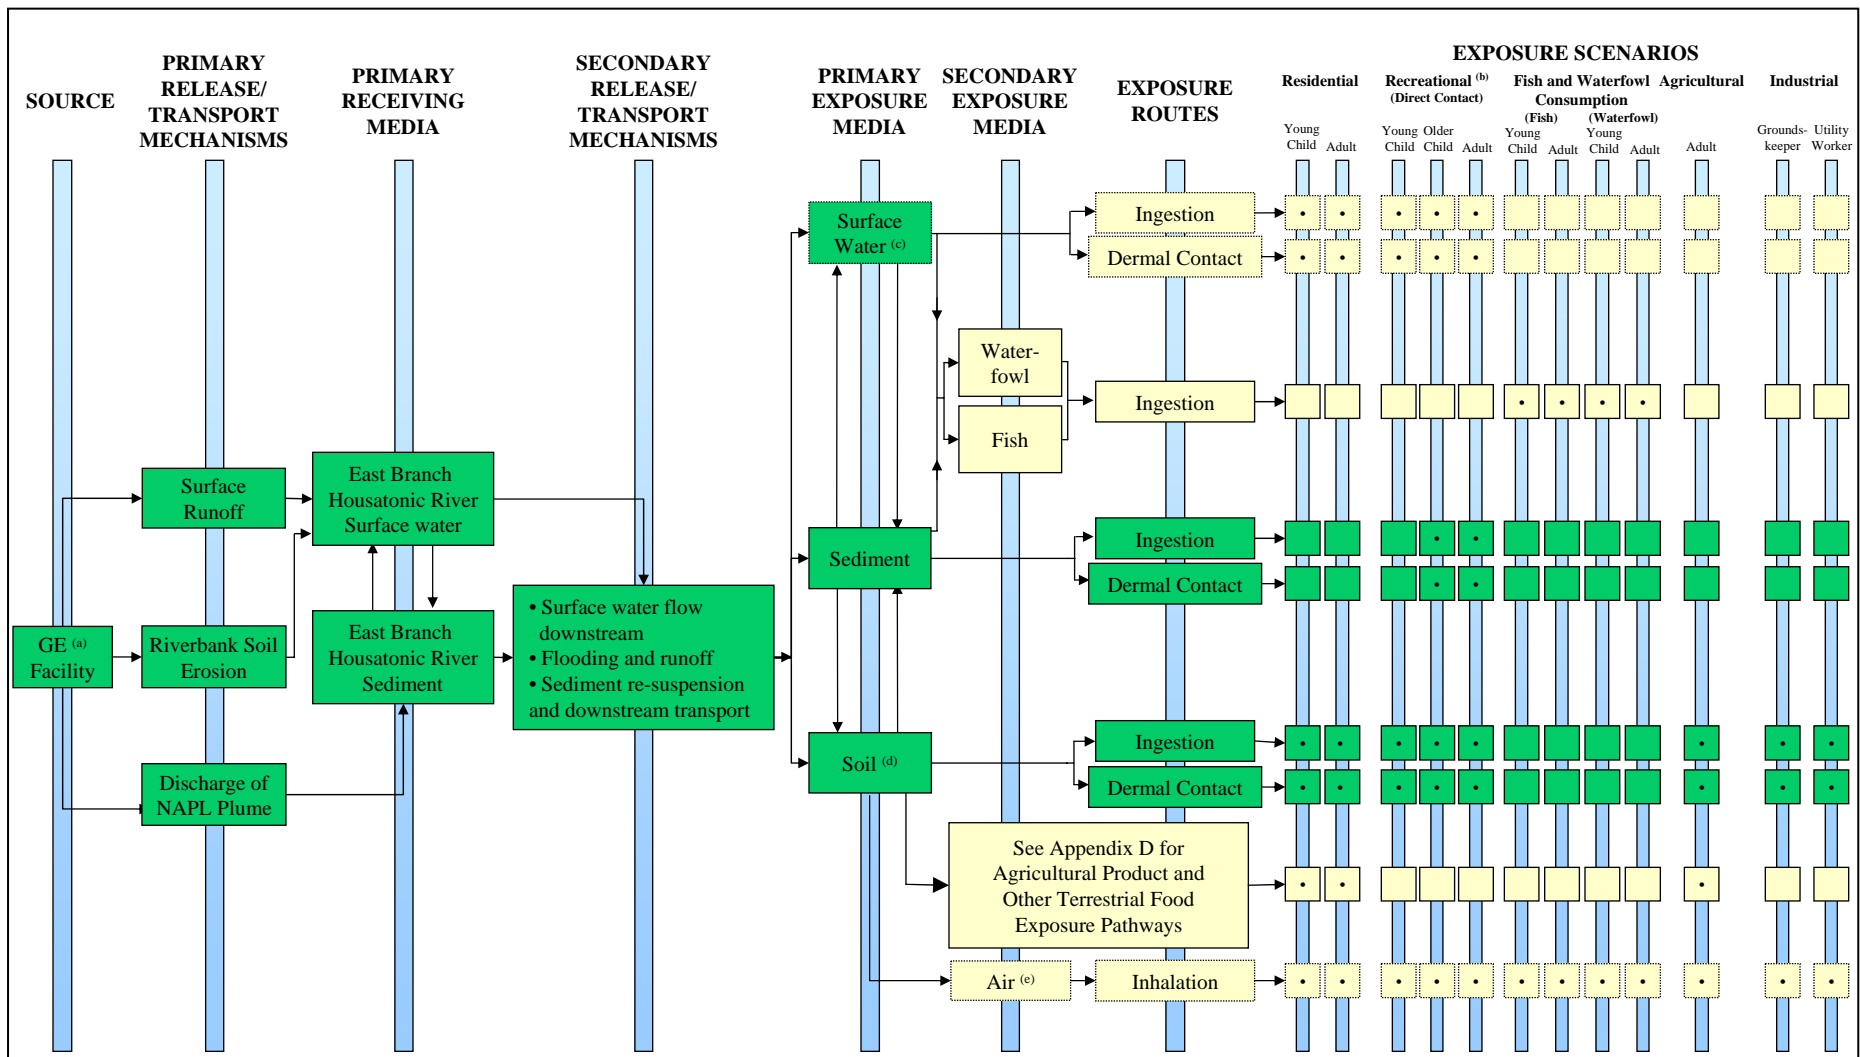 EXPOSURE SCENARIOS
SOURCE
PRIMARY
RELEASE/
TRANSPORT
MECHANISMS
PRIMARY
RECEIVING
MEDIA
SECONDARY
RELEASE/
TRANSPORT
MECHANISMS
PRIMARY
EXPOSURE
MEDIA
SECONDARY
EXPOSURE
MEDIA
EXPOSURE
ROUTES
Residential
Recreational (b)
(Direct Contact)
Fish and Waterfowl
Consumption
(Fish)
(Waterfowl)
Agricultural
Industrial
Young
Child
Adult
Young
Child
Older
Child
Adult
Young
Child
Adult
Young
Child
Adult
Adult
Grounds-
keeper
Utility
Worker
Surface
Water (c)
Ingestion
Dermal Contact
Water-
fowl
Fish
Ingestion
Surface
Runoff
East Branch
Housatonic River
Surface water
Sediment
Ingestion
Dermal Contact
GE (a)
Facility
Riverbank Soil
Erosion
East Branch
Housatonic River
Sediment
• Surface water flow
downstream
• Flooding and runoff
• Sediment re-suspension
and downstream transport
Discharge of
NAPL Plume
Soil (d)
Ingestion
Dermal Contact
See Appendix D for
Agricultural Product and
Other Terrestrial Food
Exposure Pathways
Air (e)
Inhalation